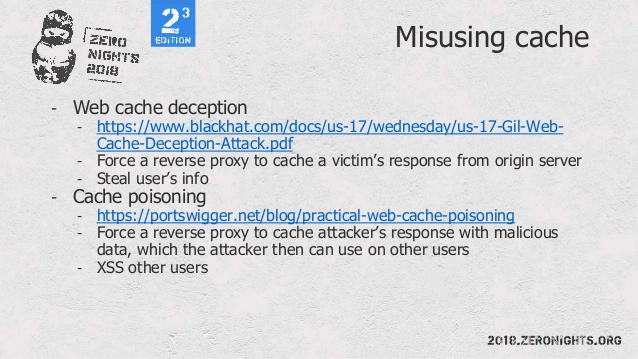 ZERO
NIGHTS
2018
2³
EDITION
Misusing cache
- Web cache deception
- https://www.blackhat.com/docs/us-17/wednesday/us-17-Gil-Web-
Cache-Deception-Attack.pdf
- Force a reverse proxy to cache a victim’s response from origin server
- Steal user’s info
- Cache poisoning
- https://portswigger.net/blog/practical-web-cache-poisoning
- Force a reverse proxy to cache attacker’s response with malicious
data, which the attacker then can use on other users
- XSS other users
2018.ZERONIGHTS.ORG